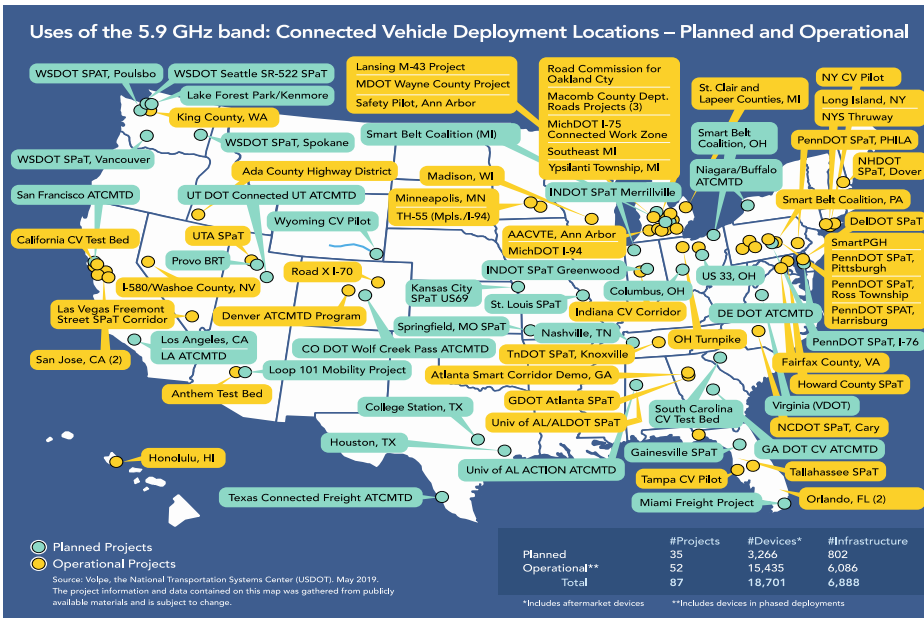 Uses of the 5.9 GHz band: Connected Vehicle Deployment Locations – Planned and Operational
WSDOT SPAT, Poulsbo
WSDOT Seattle SR-522 SPaT
Lake Forest Park/Kenmore
King County, WA
WSDOT SPaT, Vancouver
WSDOT SPaT, Spokane
San Francisco ATCMTD
Ada County Highway District
UT DOT Connected UT ATCMTD
California CV Test Bed
UTA SPaT
Wyoming CV Pilot
Provo BRT
I-580/Washoe County, NV
Road X I-70
Las Vegas Freemont
Street SPaT Corridor
Denver ATCMTD Program
San Jose, CA (2)
Los Angeles, CA
LA ATCMTD
CO DOT Wolf Creek Pass ATCMTD
Loop 101 Mobility Project
Anthem Test Bed
College Station, TX
Houston, TX
Honolulu, HI
Texas Connected Freight ATCMTD
Lansing M-43 Project
MDOT Wayne County Project
Safety Pilot, Ann Arbor
Smart Belt Coalition (MI)
Madison, WI
Minneapolis, MN
TH-55 (Mpls./I-94)
Road Commission for
Oakland Cty
Macomb County Dept.
Roads Projects (3)
MichDOT I-75
Connected Work Zone
Southeast MI
Ypsilanti Township, MI
INDOT SPaT Merrillville
AACVTE, Ann Arbor
MichDOT I-94
INDOT SPaT Greenwood
Kansas City
SPaT US69
St. Louis SPaT
Columbus, OH
Indiana CV Corridor
Springfield, MO SPaT
Nashville, TN
TnDOT SPaT, Knoxville
OH Turnpike
Atlanta Smart Corridor Demo, GA
GDOT Atlanta SPaT
Univ of AL/ALDOT SPaT
South Carolina
CV Test Bed
Univ of AL ACTION ATCMTD
Gainesville SPaT
Tampa CV Pilot
Miami Freight Project
St. Clair and
Lapeer Counties, MI
Smart Belt
Coalition, OH
Niagara/Buffalo
ATCMTD
US 33, OH
DE DOT ATCMTD
NY CV Pilot
Long Island, NY
NYS Thruway
PennDOT SPaT, PHILA
NHDOT
SPaT, Dover
Smart Belt Coalition, PA
DelDOT SPaT
SmartPGH
PennDOT SPaT,
Pittsburgh
PennDOT SPaT,
Ross Township
PennDOT SPAT,
Harrisburg
PennDOT SPaT, I-76
Fairfax County, VA
Howard County SPaT
Virginia (VDOT)
NCDOT SPaT, Cary
GA DOT CV ATCMTD
Tallahassee SPaT
Orlando, FL (2)
Planned Projects
Operational Projects
Source: Volpe, the National Transportation Systems Center (USDOT). May 2019.
The project information and data contained on this map was gathered from publicly
available materials and is subject to change.
#Projects #Devices* #Infrastructure
Planned 35 3,266 802
Operational** 52 15,435 6,086
Total 87 18,701 6,888
*Includes aftermarket devices **Includes devices in phased deployments